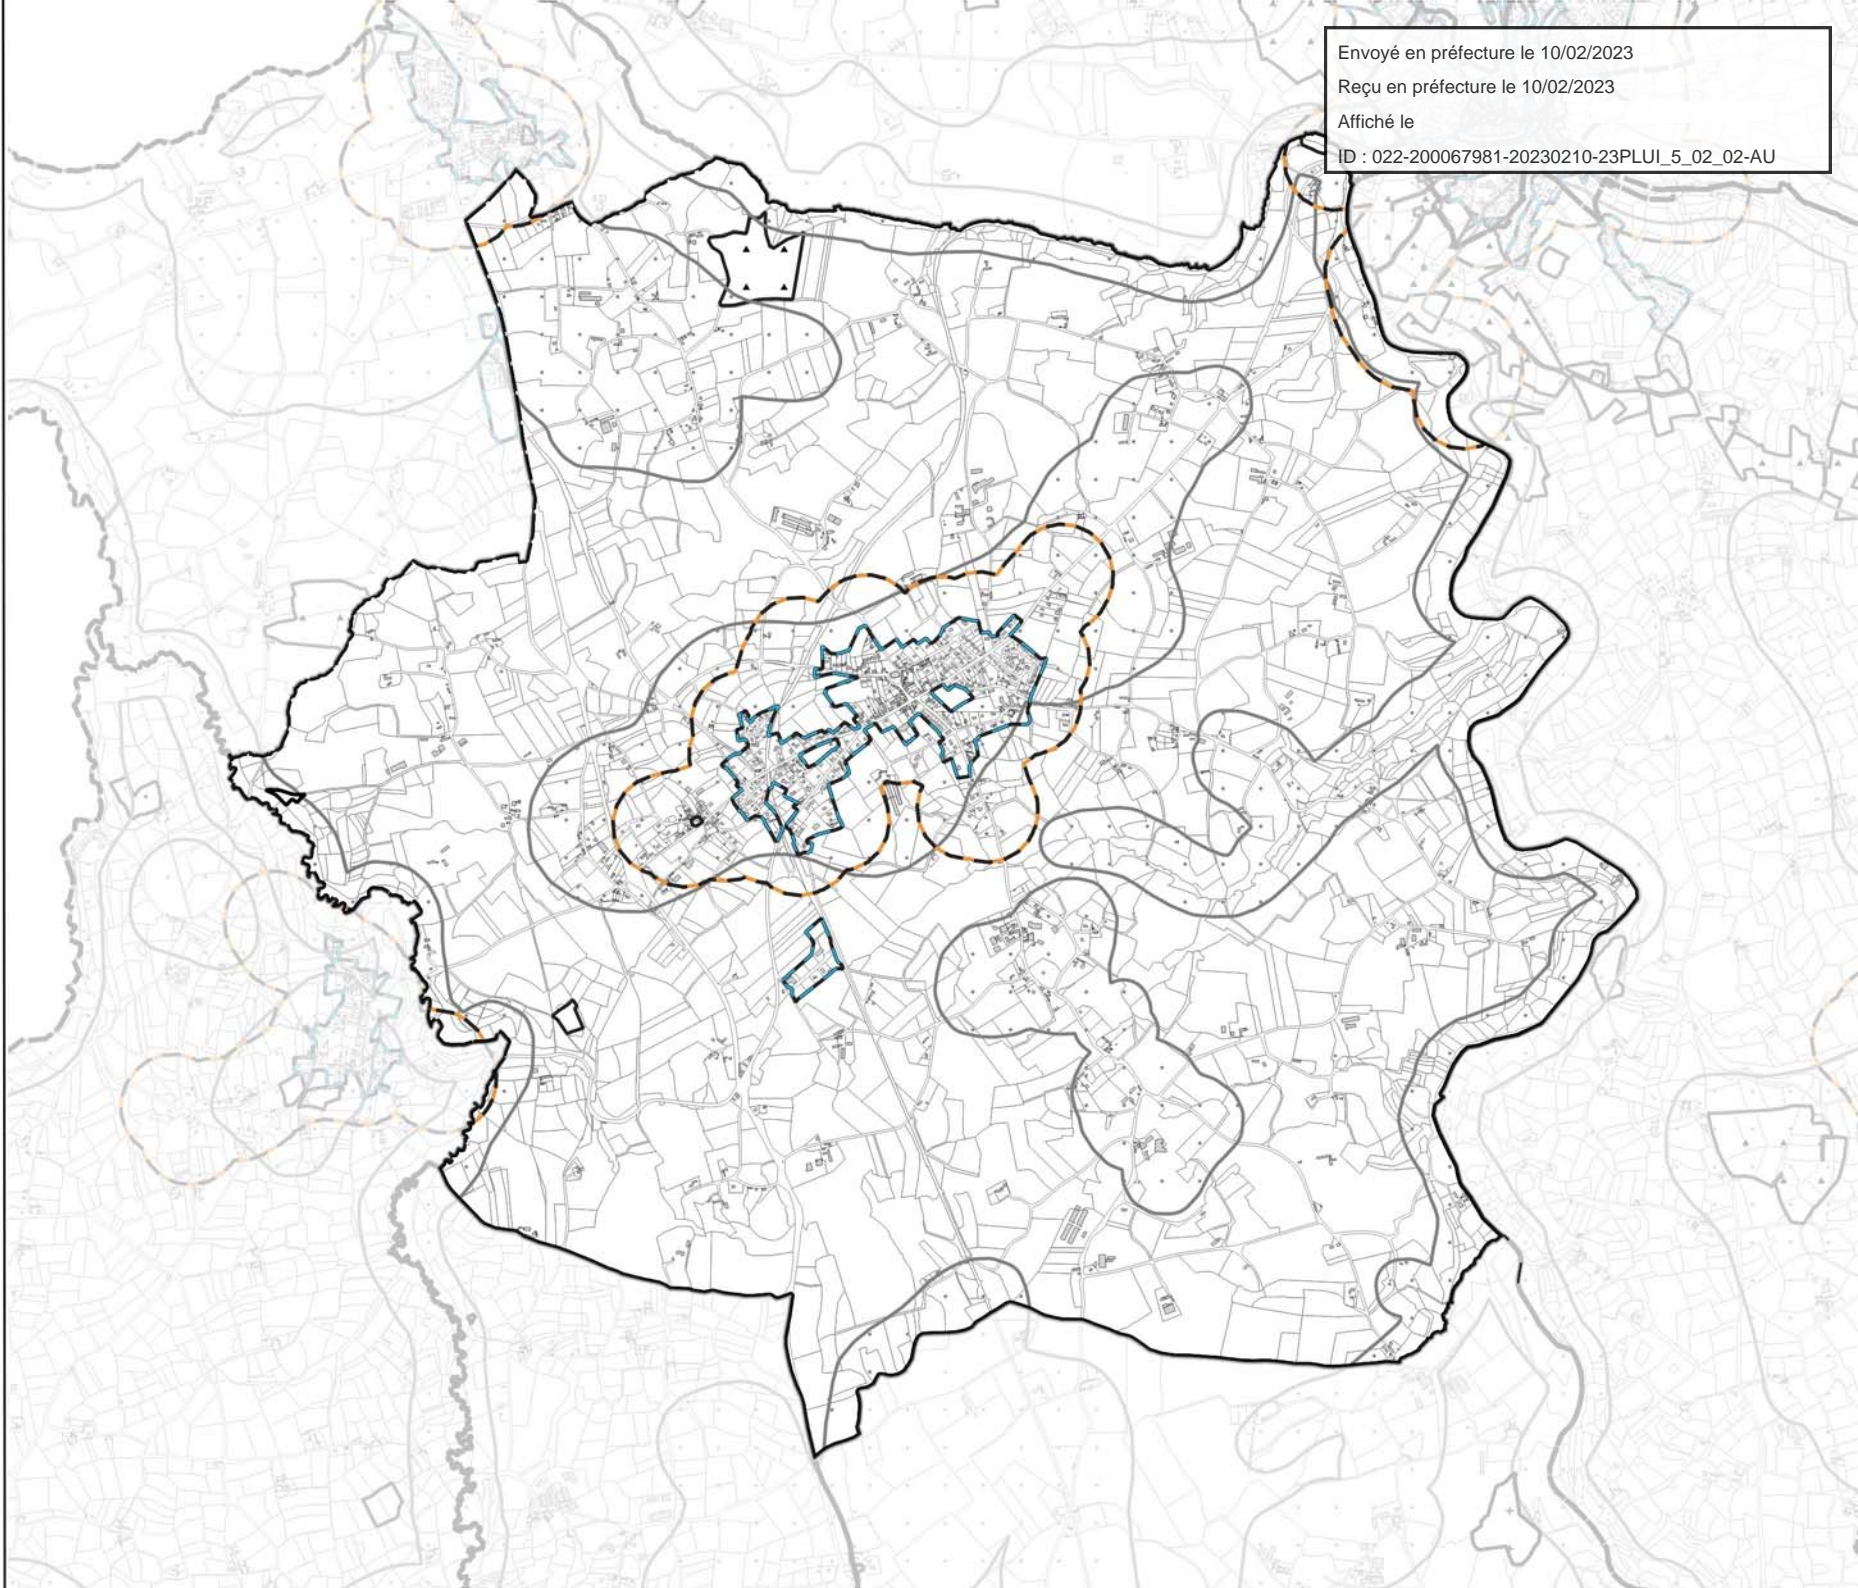 Envoyé en préfecture le 10/02/2023
Reçu en préfecture le 10/02/2023
Affiché le
ID : 022-200067981-20230210-23PLUI_5_02_02-AU